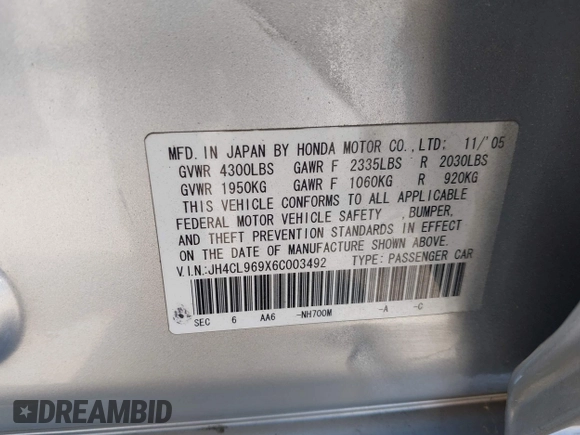 MFD. IN JAPAN BY HONDA MOTOR CO.,LTD: 11/'05
GVWR 4300LBS GAWR F 2335LBS R 2030LBS
GVWR 1950KG GAWR F 1060KG R 920KG
THIS VEHICLE CONFORMS TO ALL APPLICABLE
FEDERAL MOTOR VEHICLE SAFETY , BUMPER,
AND THEFT PREVENTION STANDARDS IN EFFECT
ON THE DATE OF MANUFACTURE SHOWN ABOVE.
V.I.N:JH4CL969X6C003492 TYPE: PASSENGER CAR
SEC 6 AA6 -NH700M -A -C
DREAMBID